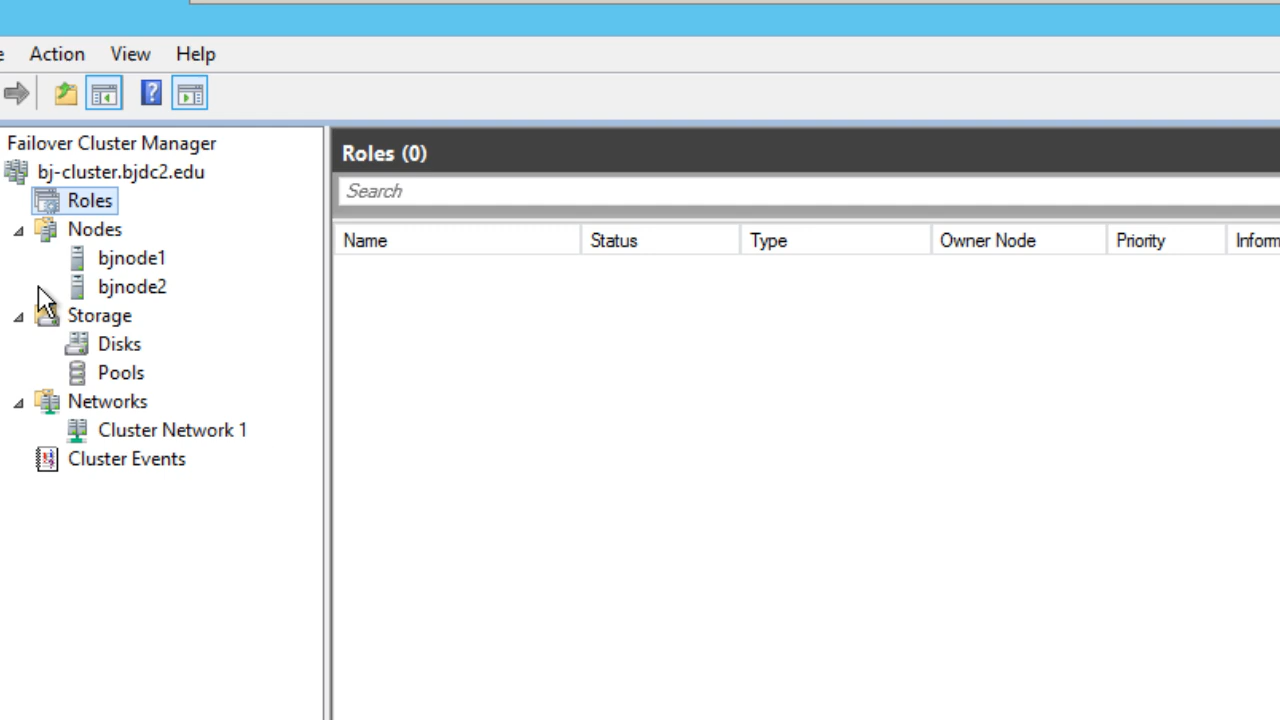 Action View Help
Failover Cluster Manager
bj-cluster.bjdc2.edu
Roles
Nodes
bjnode1
bjnode2
Storage
Disks
Pools
Networks
Cluster Network 1
Cluster Events
Roles (0)
Search
Name Status Type Owner Node Priority Inform